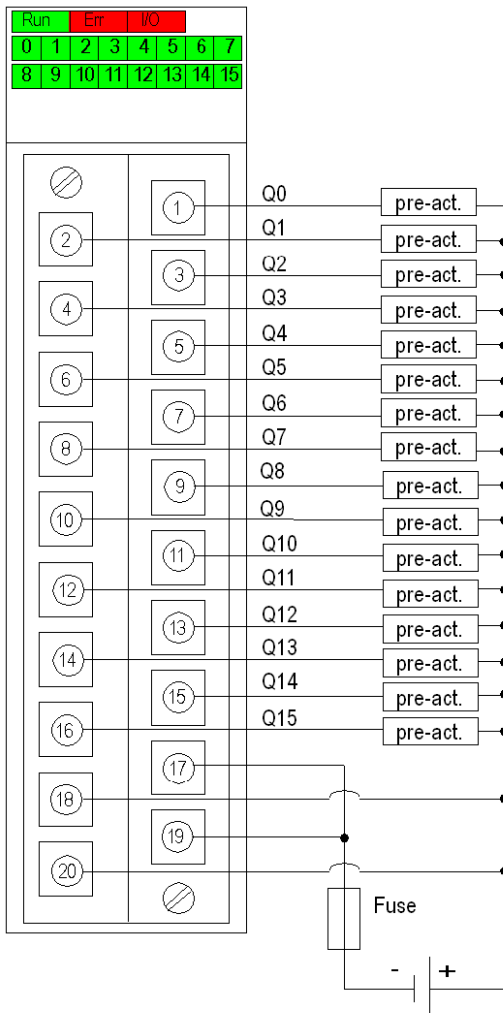 Run Err I/O
0 1 2 3 4 5 6 7
8 9 10 11 12 13 14 15
1 Q0 pre-act.
2 Q1 pre-act.
3 Q2 pre-act.
4 Q3 pre-act.
5 Q4 pre-act.
6 Q5 pre-act.
7 Q6 pre-act.
8 Q7 pre-act.
9 Q8 pre-act.
10 Q9 pre-act.
11 Q10 pre-act.
12 Q11 pre-act.
13 Q12 pre-act.
14 Q13 pre-act.
15 Q14 pre-act.
16 Q15 pre-act.
17
18
19
20
Fuse
- +